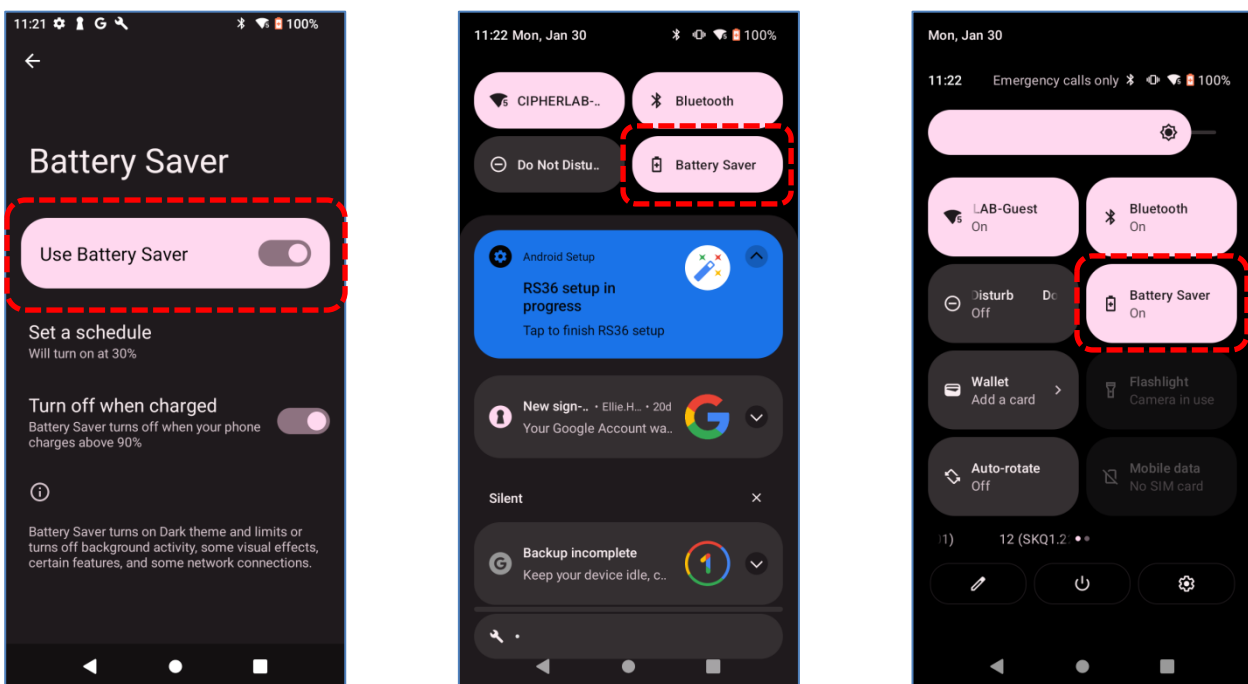 11:21 G 100%
Battery Saver
Use Battery Saver
Set a schedule
Will turn on at 30%
Turn off when charged
Battery Saver turns off when your phone
charges above 90%
Battery Saver turns on Dark theme and limits or
turns off background activity, some visual effects,
certain features, and some network connections.
11:22 Mon, Jan 30 100%
5 CIPHERLAB-..
Bluetooth
Do Not Distu..
Battery Saver
Android Setup
RS36 setup in
progress
Tap to finish RS36 setup
New sign-.. • Ellie.H... • 20d
Your Google Account wa..
G
Silent
G
Backup incomplete
Keep your device idle, c..
1
Mon, Jan 30
11:22 Emergency calls only 100%
5
LAB-Guest
On
Bluetooth
On
Disturb Do
Off
Battery Saver
On
Wallet
Add a card
Flashlight
Camera in use
Auto-rotate
Off
Mobile data
No SIM card
12 (SKQ1.2